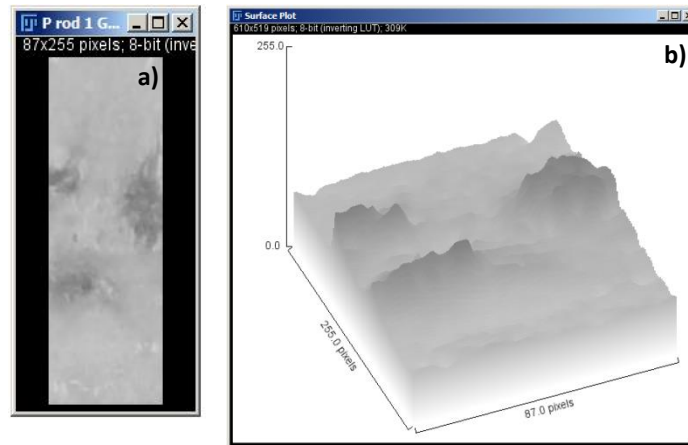 P rod 1 G...
87x255 pixels; 8-bit (inve
a)
Surface Plot
610x519 pixels; 8-bit (inverting LUT); 309K
b)
255.0
0.0
255.0 pixels
87.0 pixels